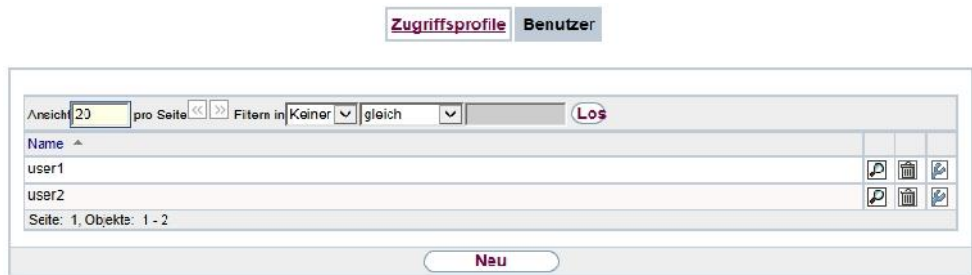 Zugriffsprofile Benutzer
Ansicht 20 pro Seite << >> Filtern in Keiner gleich Los
Name
user1
user2
Seite: 1, Objekte: 1 - 2
Neu